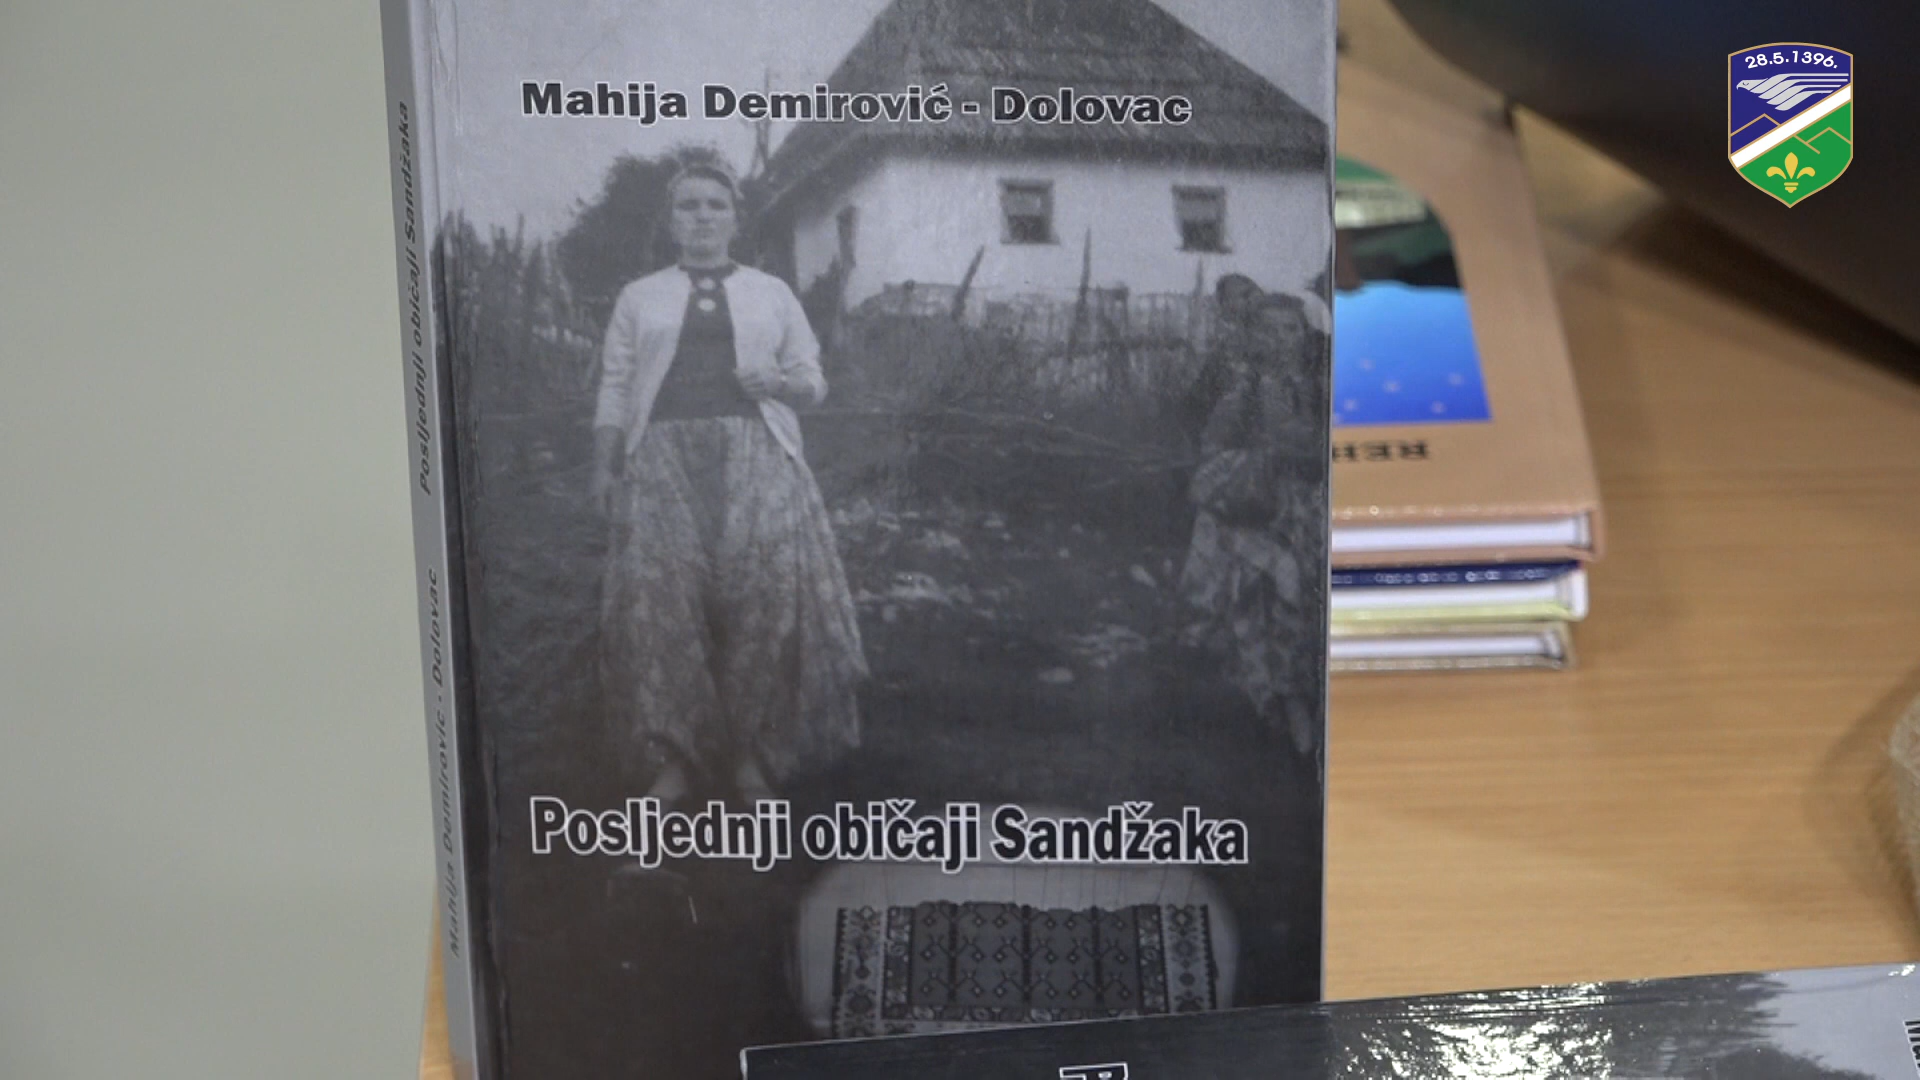 28.5.1396.
Mahija Demirović - Dolovac
Posljednji običaji Sandžaka
Mahija Demirović - Dolovac Posljednji običaji Sandžaka